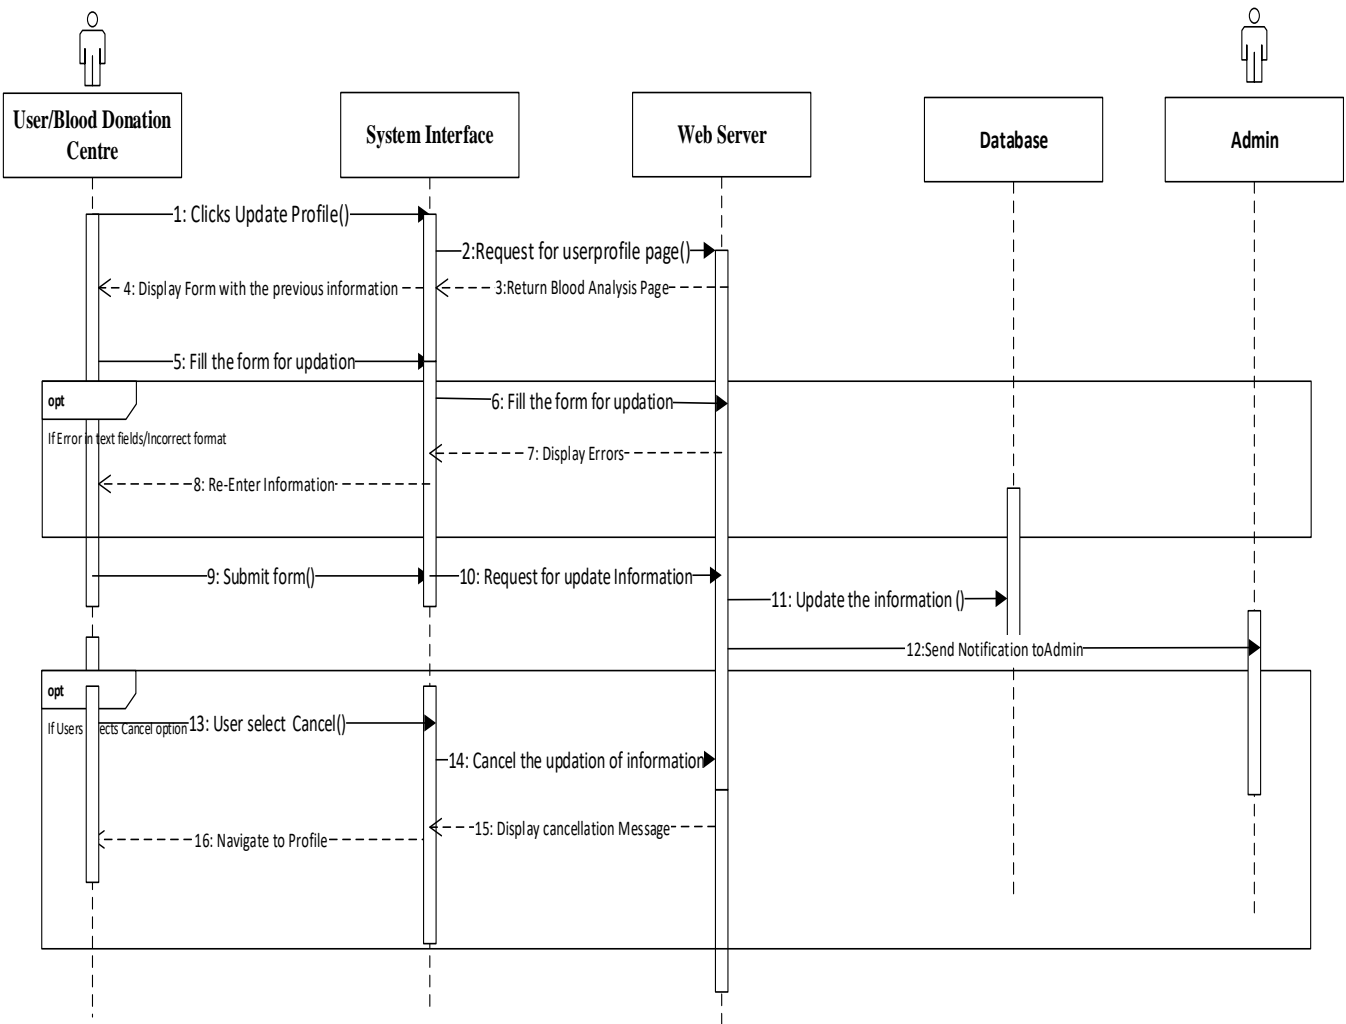 User/Blood Donation
Centre
System Interface
Web Server
Database
Admin
1: Clicks Update Profile()
2:Request for userprofile page()
4: Display Form with the previous information
3:Return Blood Analysis Page
5: Fill the form for updation
opt
6: Fill the form for updation
If Error in text fields/Incorrect format
7: Display Errors
8: Re-Enter Information
9: Submit form()
10: Request for update Information
11: Update the information ()
12:Send Notification toAdmin
opt
If Users ects Cancel option
13: User select Cancel()
14: Cancel the updation of information
15: Display cancellation Message
16: Navigate to Profile